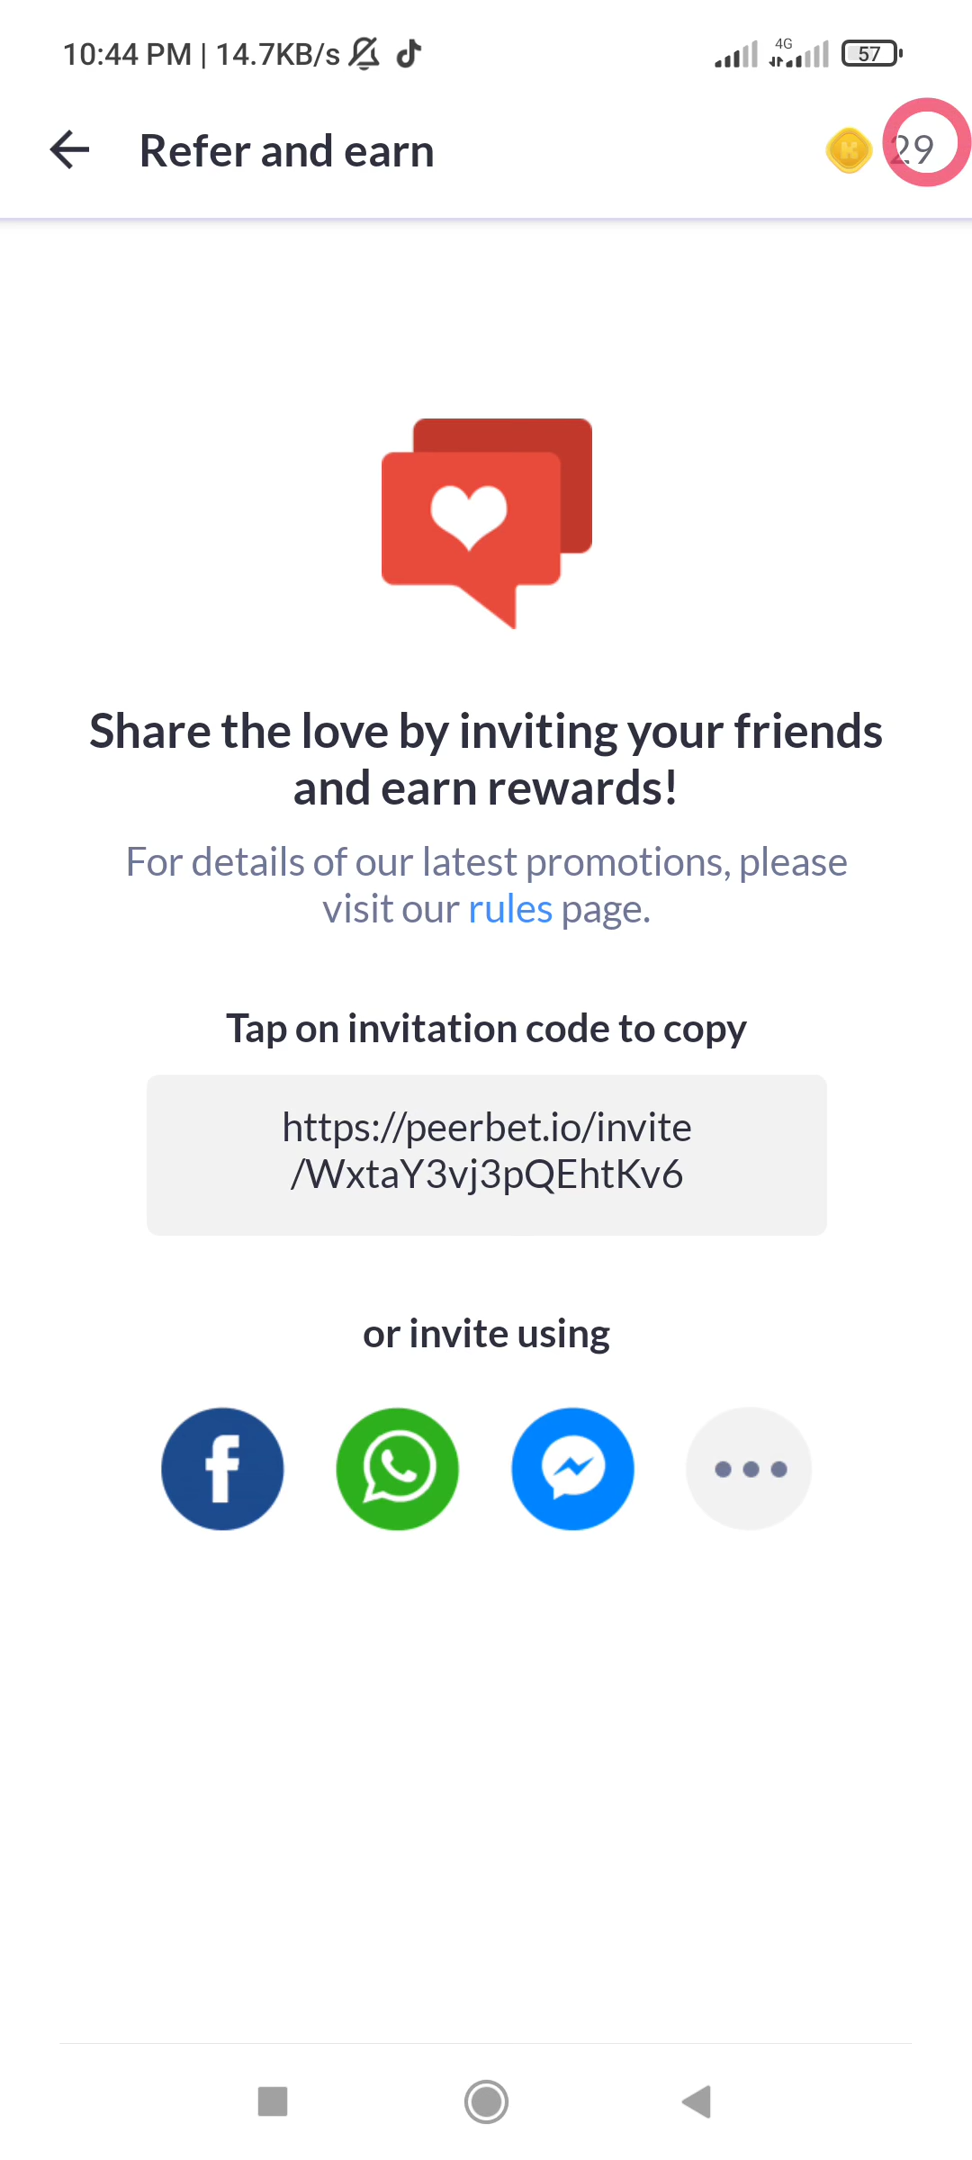 10:44 PM | 14.7KB/s
4G
57
Refer and earn
29
Share the love by inviting your friends
and earn rewards!
For details of our latest promotions, please
visit our rules page.
Tap on invitation code to copy
https://peerbet.io/invite
/WxtaY3vj3pQEhtKv6
or invite using